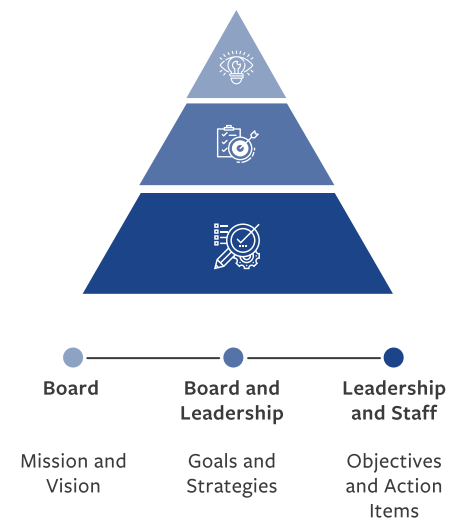 Board
Board and
Leadership
Leadership
and Staff
Mission and
Vision
Goals and
Strategies
Objectives
and Action
Items